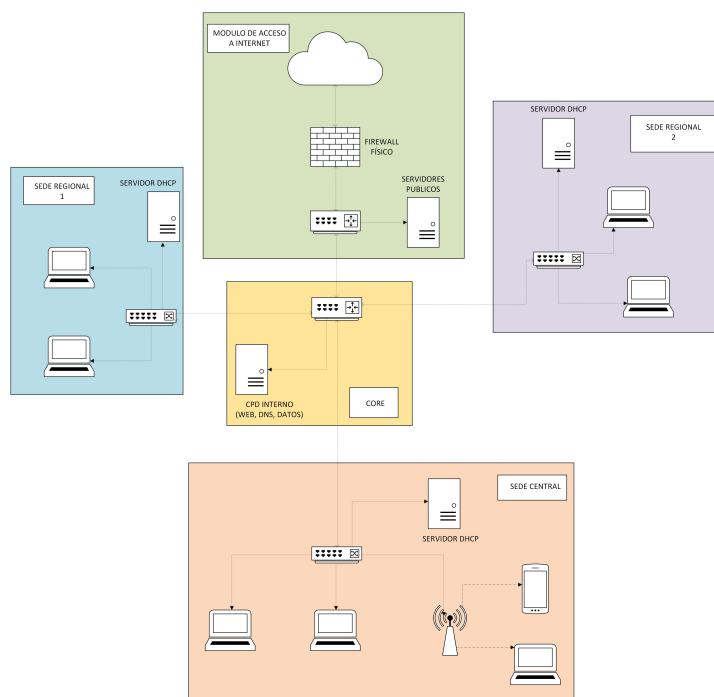 MODULO DE ACCESO
A INTERNET
FIREWALL
FÍSICO
SERVIDORES
PUBLICOS
SERVIDOR DHCP
SEDE REGIONAL
2
SEDE REGIONAL
1
SERVIDOR DHCP
CPD INTERNO
(WEB, DNS, DATOS)
CORE
SEDE CENTRAL
SERVIDOR DHCP